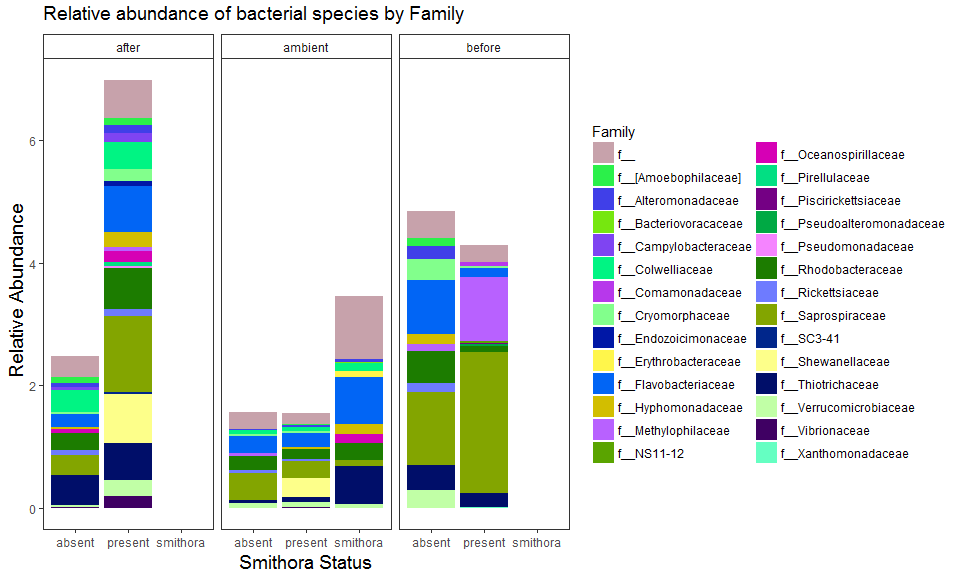 Relative abundance of bacterial species by Family
after
ambient
before
Relative Abundance
6
4
2
0
absent present smithora
absent present smithora
absent present smithora
Smithora Status
Family
f__
f__[Amoebophilaceae]
f__Alteromonadaceae
f__Bacteriovoracaceae
f__Campylobacteraceae
f__Colwelliaceae
f__Comamonadaceae
f__Cryomorphaceae
f__Endozoicimonaceae
f__Erythrobacteraceae
f__Flavobacteriaceae
f__Hyphomonadaceae
f__Methylophilaceae
f__NS11-12
f__Oceanospirillaceae
f__Pirellulaceae
f__Piscirickettsiaceae
f__Pseudoalteromonadaceae
f__Pseudomonadaceae
f__Rhodobacteraceae
f__Rickettsiaceae
f__Saprospiraceae
f__SC3-41
f__Shewanellaceae
f__Thiotrichaceae
f__Verrucomicrobiaceae
f__Vibrionaceae
f__Xanthomonadaceae